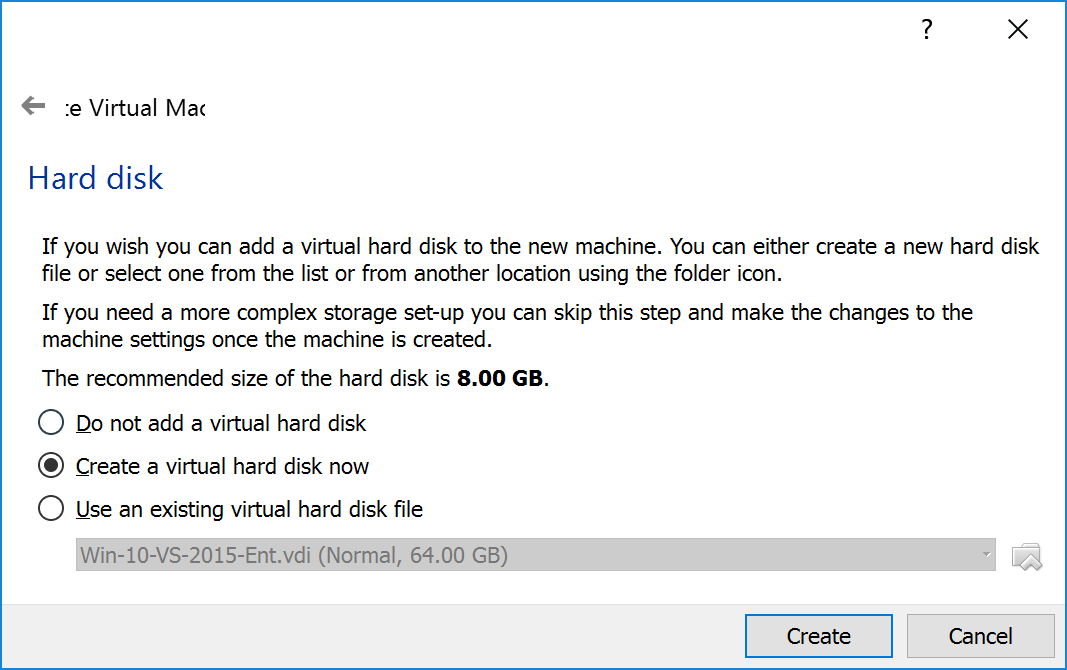 ?
te Virtual Mac
Hard disk
If you wish you can add a virtual hard disk to the new machine. You can either create a new hard disk
file or select one from the list or from another location using the folder icon.
If you need a more complex storage set-up you can skip this step and make the changes to the
machine settings once the machine is created.
The recommended size of the hard disk is 8.00 GB.
Do not add a virtual hard disk
Create a virtual hard disk now
Use an existing virtual hard disk file
Win-10-VS-2015-Ent.vdi (Normal, 64.00 GB)
Create Cancel